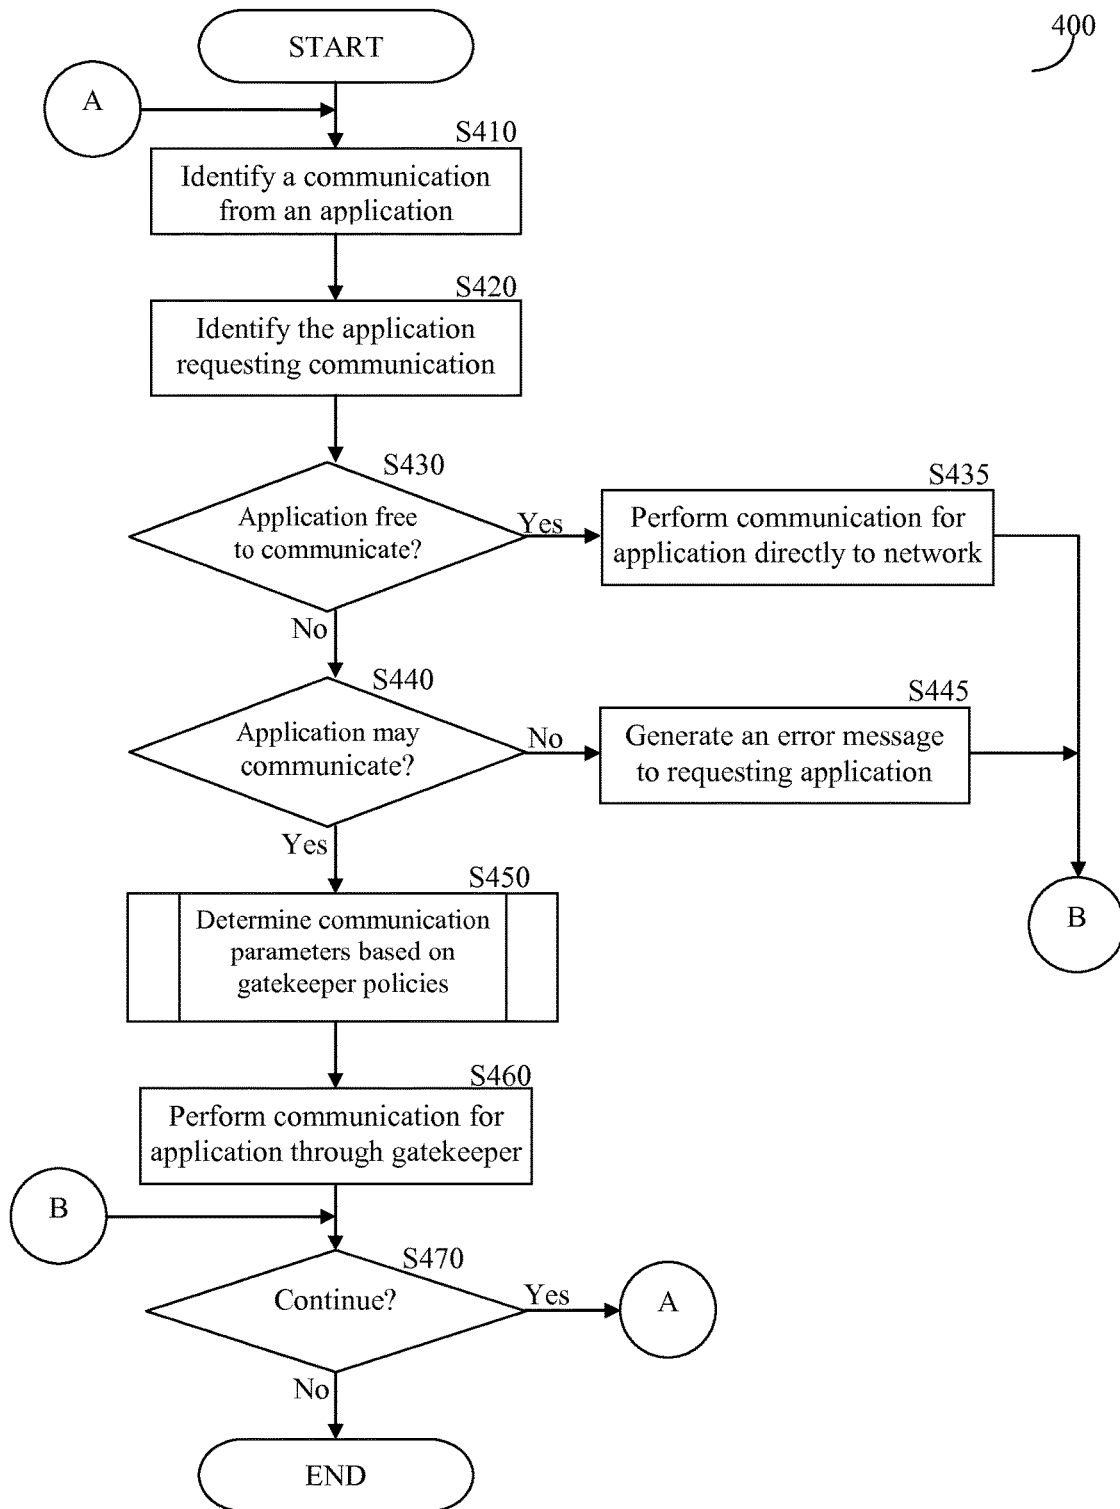 400
START
A
S410
Identify a communication
from an application
S420
Identify the application
requesting communication
S430
Application free
to communicate?
Yes
S435
Perform communication for
application directly to network
No
S440
Application may
communicate?
No
S445
Generate an error message
to requesting application
Yes
B
S450
Determine communication
parameters based on
gatekeeper policies
S460
Perform communication for
application through gatekeeper
B
S470
Continue?
Yes
A
No
END